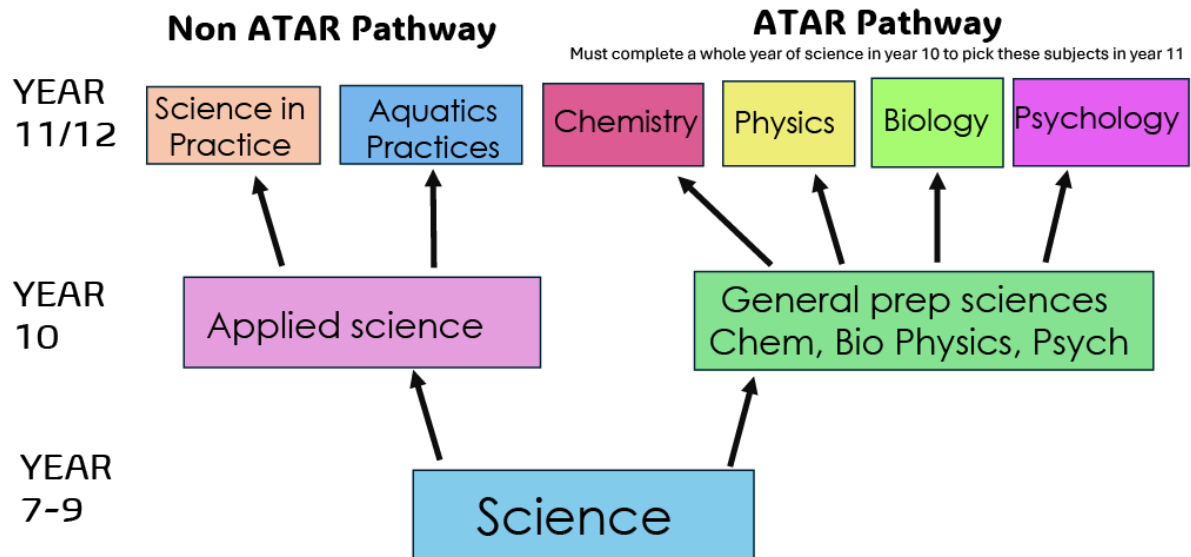 Non ATAR Pathway
ATAR Pathway
Must complete a whole year of science in year 10 to pick these subjects in year 11
YEAR
11/12
Science in
Practice
Aquatics
Practices
Chemistry
Physics
Biology
Psychology
YEAR
10
Applied science
General prep sciences
Chem, Bio Physics, Psych
YEAR
7-9
Science